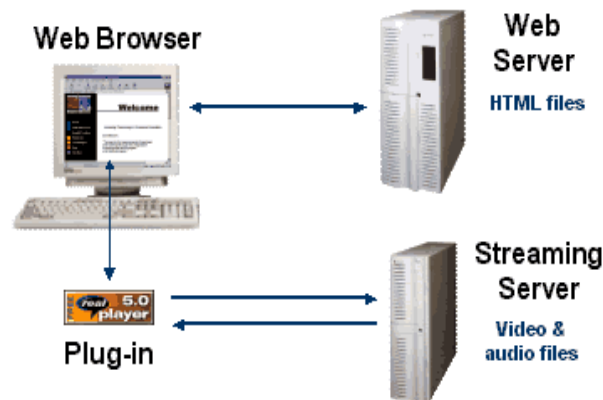 Web Browser
Web
Server
HTML files
Welcome
real 5.0
player
Plug-in
Streaming
Server
Video &
audio files